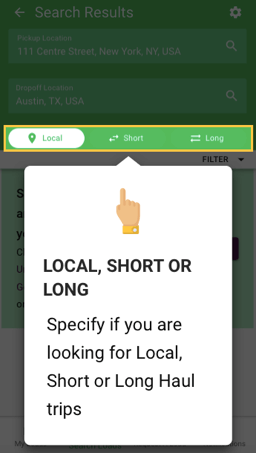 Search Results
Pickup Location
111 Centre Street, New York, NY, USA
Dropoff Location
Austin, TX, USA
Local Short Long
FILTER
LOCAL, SHORT OR
LONG
Specify if you are
looking for Local,
Short or Long Haul
trips